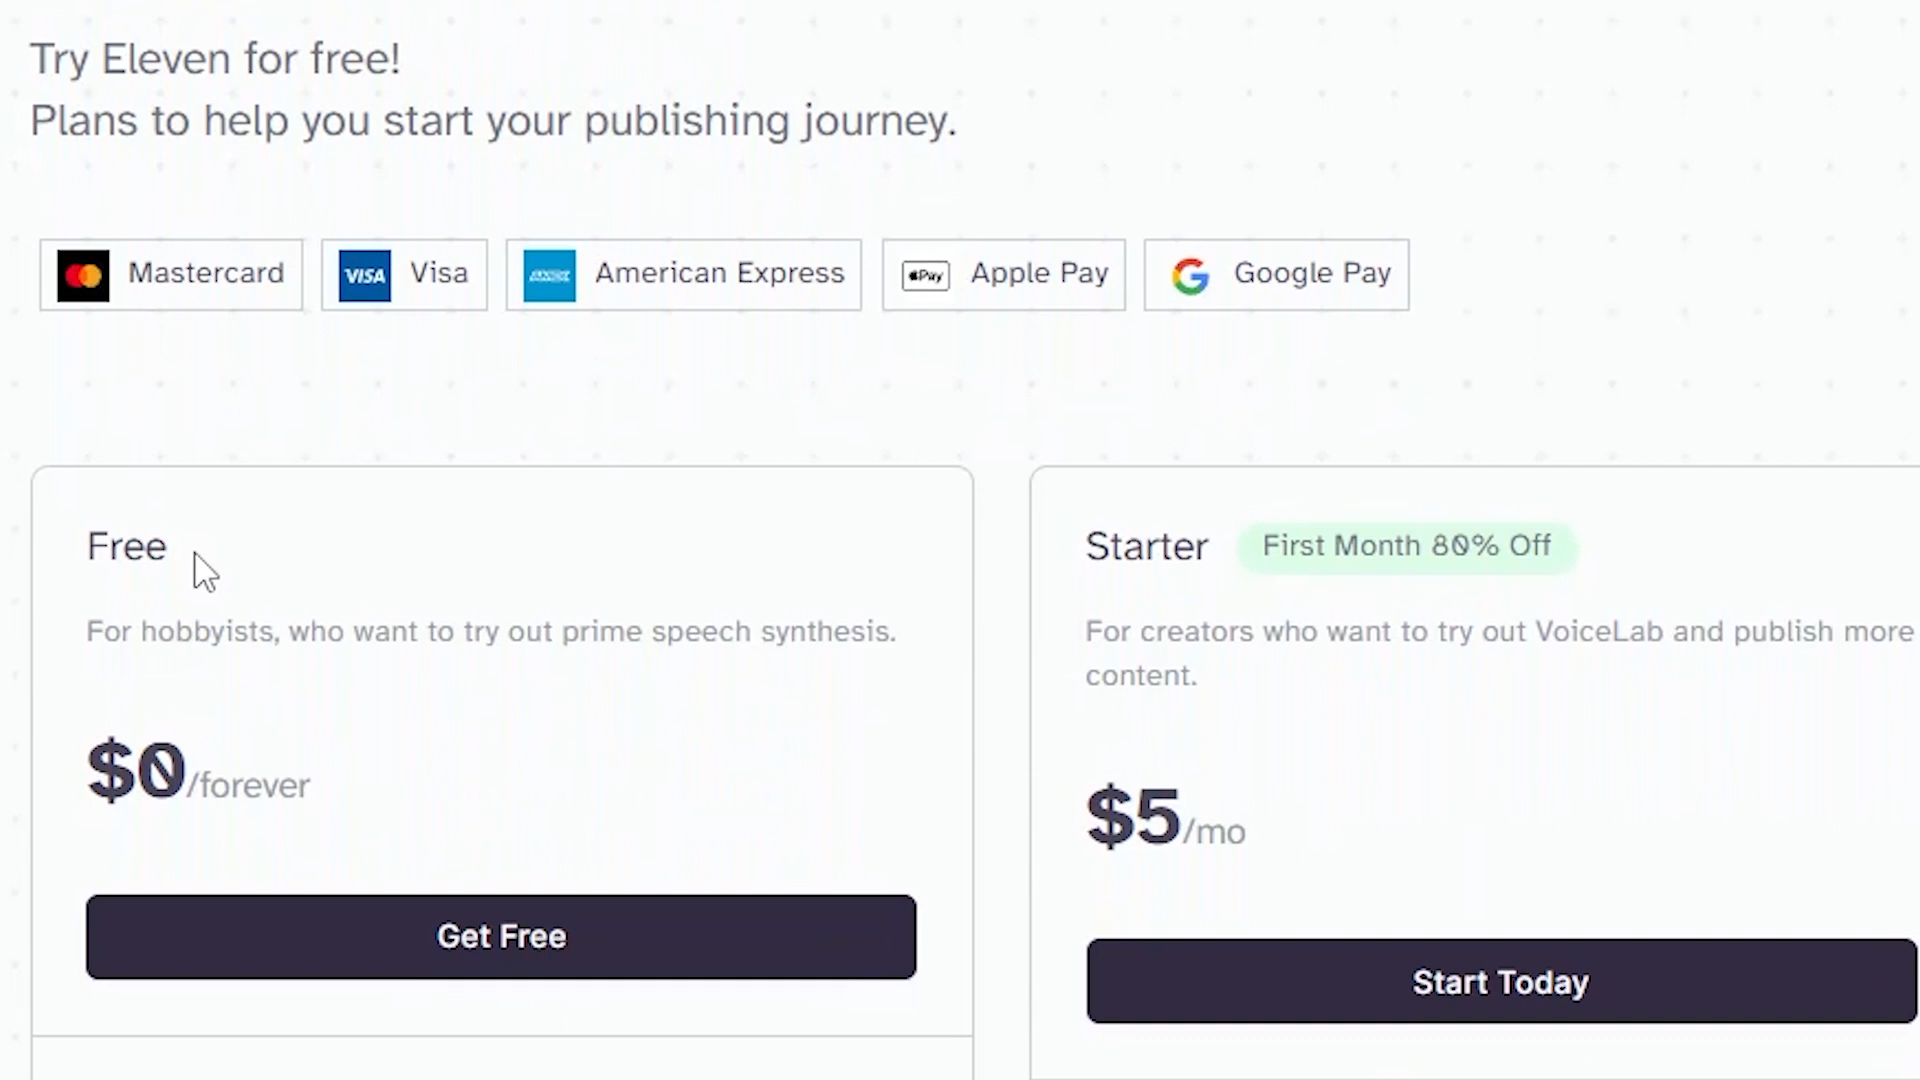 Try Eleven for free!
Plans to help you start your publishing journey.
Mastercard
VISA Visa
American Express
Pay Apple Pay
Google Pay
Free
For hobbyists, who want to try out prime speech synthesis.
$0/forever
Get Free
Starter First Month 80% Off
For creators who want to try out VoiceLab and publish more
content.
$5/mo
Start Today